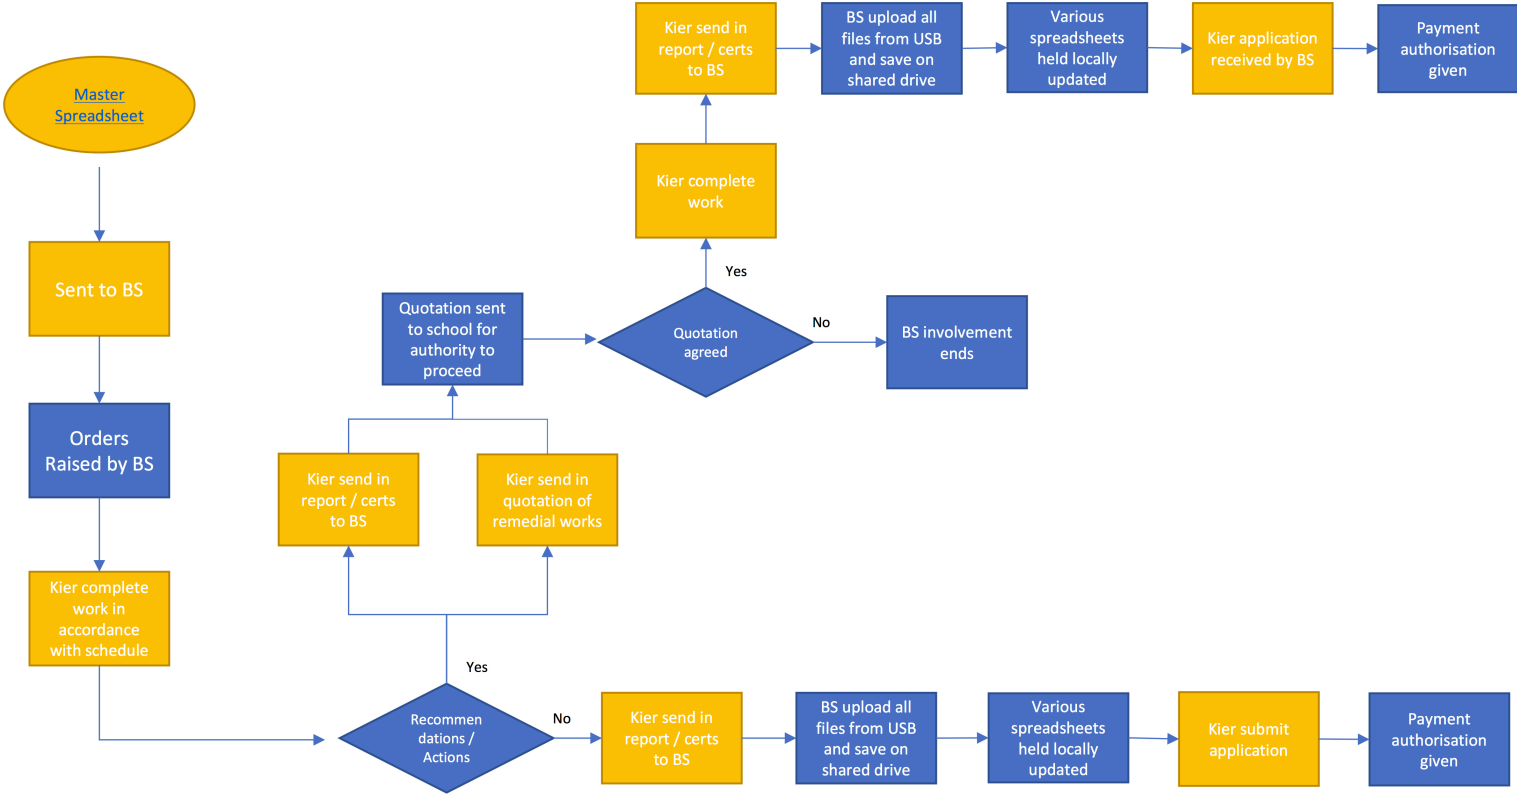 Master
Spreadsheet
Sent to BS
Orders
Raised by BS
Kier complete
work in
accordance
with schedule
Recommen
dations /
Actions
Yes
No
Kier send in
report / certs
to BS
Kier send in
quotation of
remedial works
Quotation sent
to school for
authority to
proceed
Quotation
agreed
Yes
No
BS involvement
ends
Kier complete
work
Kier send in
report / certs
to BS
BS upload all
files from USB
and save on
shared drive
Various
spreadsheets
held locally
updated
Kier application
received by BS
Payment
authorisation
given
Kier send in
report / certs
to BS
BS upload all
files from USB
and save on
shared drive
Various
spreadsheets
held locally
updated
Kier submit
application
Payment
authorisation
given